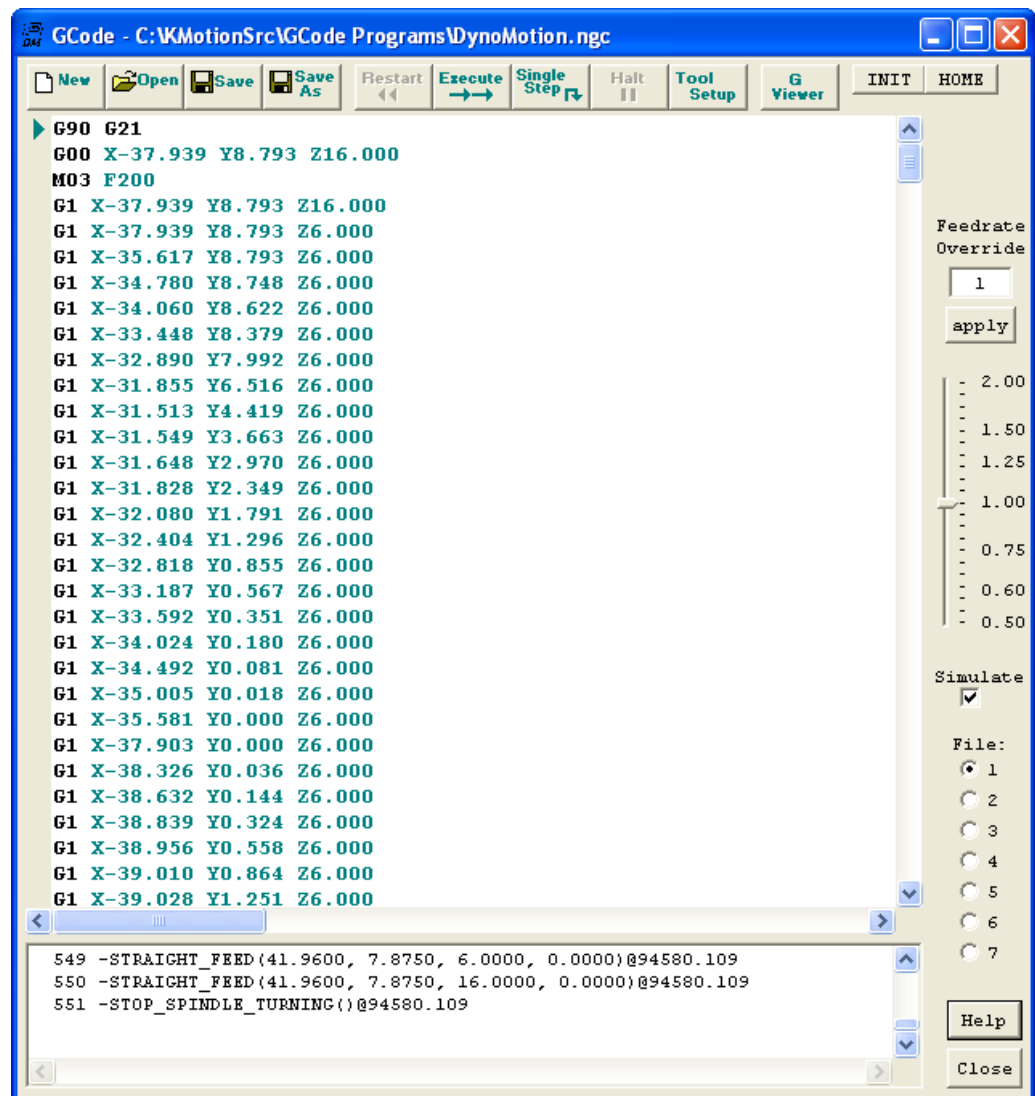 GCode - C:\KMotionSrc\GCode Programs\DynoMotion.ngc
New Open Save Save As Restart Execute Single Step Halt Tool Setup G Viewer INIT HOME
G90 G21
G00 X-37.939 Y8.793 Z16.000
M03 F200
G1 X-37.939 Y8.793 Z16.000
G1 X-37.939 Y8.793 Z6.000
G1 X-35.617 Y8.793 Z6.000
G1 X-34.780 Y8.748 Z6.000
G1 X-34.060 Y8.622 Z6.000
G1 X-33.448 Y8.379 Z6.000
G1 X-32.890 Y7.992 Z6.000
G1 X-31.855 Y6.516 Z6.000
G1 X-31.513 Y4.419 Z6.000
G1 X-31.549 Y3.663 Z6.000
G1 X-31.648 Y2.970 Z6.000
G1 X-31.828 Y2.349 Z6.000
G1 X-32.080 Y1.791 Z6.000
G1 X-32.404 Y1.296 Z6.000
G1 X-32.818 Y0.855 Z6.000
G1 X-33.187 Y0.567 Z6.000
G1 X-33.592 Y0.351 Z6.000
G1 X-34.024 Y0.180 Z6.000
G1 X-34.492 Y0.081 Z6.000
G1 X-35.005 Y0.018 Z6.000
G1 X-35.581 Y0.000 Z6.000
G1 X-37.903 Y0.000 Z6.000
G1 X-38.326 Y0.036 Z6.000
G1 X-38.632 Y0.144 Z6.000
G1 X-38.839 Y0.324 Z6.000
G1 X-38.956 Y0.558 Z6.000
G1 X-39.010 Y0.864 Z6.000
G1 X-39.028 Y1.251 Z6.000
Feedrate
Override
1
apply
2.00
1.50
1.25
1.00
0.75
0.60
0.50
Simulate
File:
1
2
3
4
5
6
7
549 -STRAIGHT_FEED(41.9600, 7.8750, 6.0000, 0.0000)@94580.109
550 -STRAIGHT_FEED(41.9600, 7.8750, 16.0000, 0.0000)@94580.109
551 -STOP_SPINDLE_TURNING()@94580.109
Help
Close